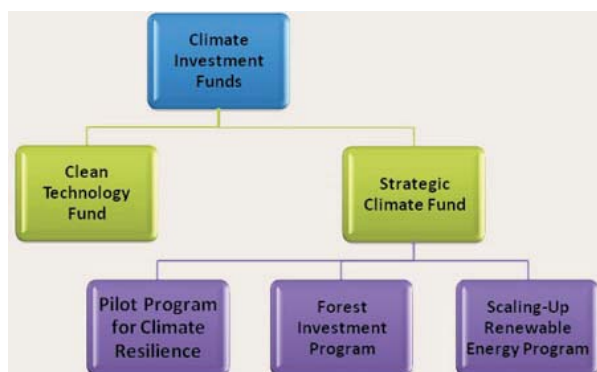 Climate
Investment
Funds
Clean
Technology
Fund
Strategic
Climate Fund
Pilot Program
for Climate
Resilience
Forest
Investment
Program
Scaling-Up
Renewable
Energy Program